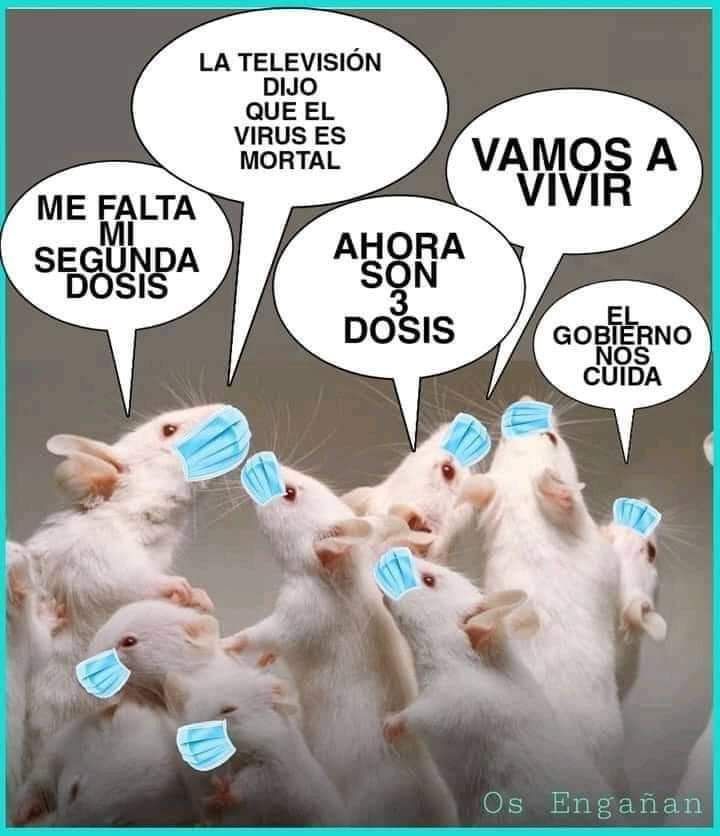 LA TELEVISIÓN
DIJO
QUE EL
VIRUS ES
MORTAL
VAMOS A
VIVIR
ME FALTA
MI
SEGUNDA
DOSIS
AHORA
SON
3
DOSIS
EL
GOBIERNO
NOS
CUIDA
Os Engañan